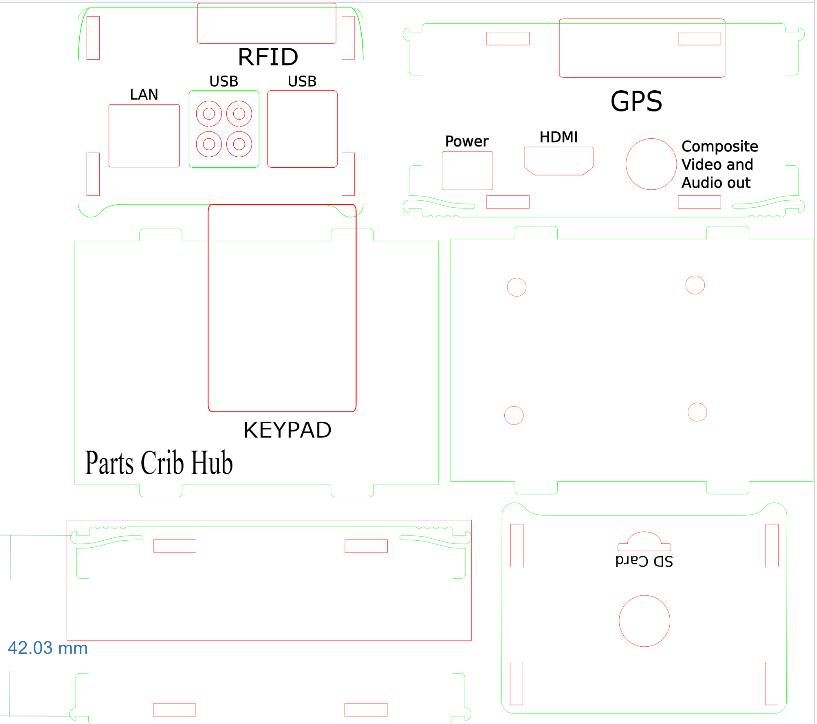 RFID
USB
USB
LAN
GPS
Power
HDMI
Composite
Video and
Audio out
KEYPAD
Parts Crib Hub
SD Card
42.03 mm